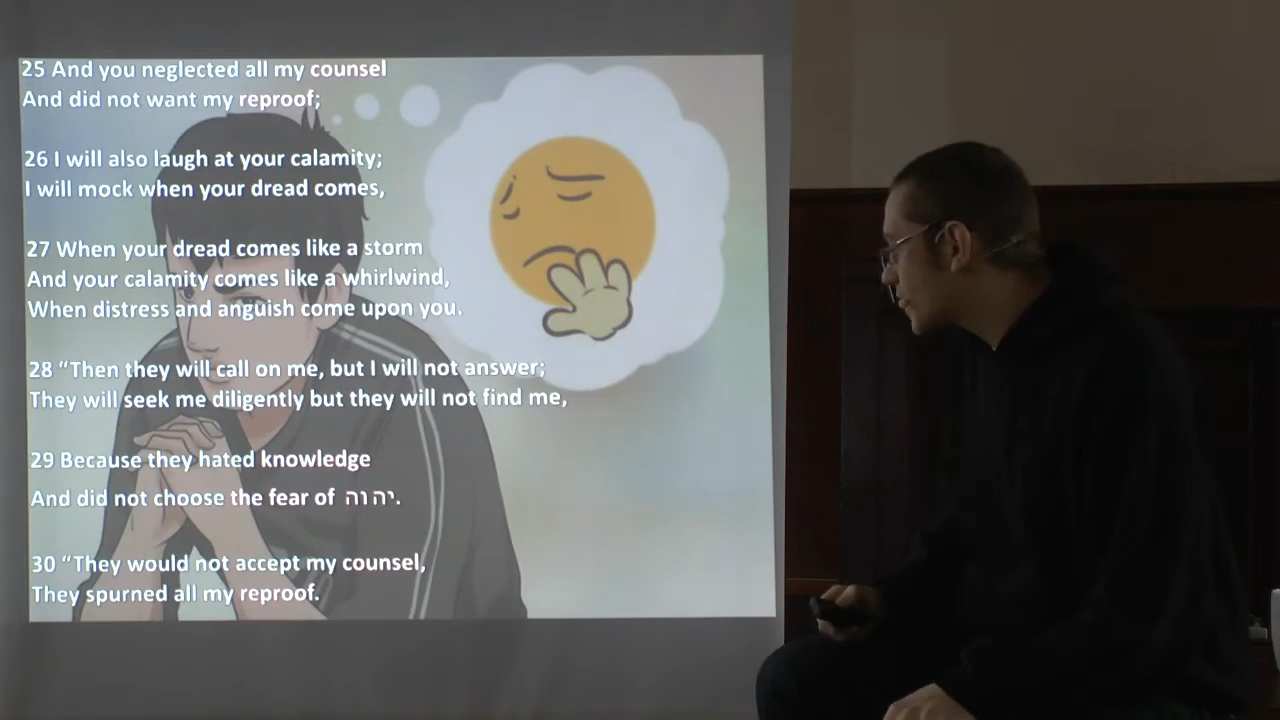 25 And you neglected all my counsel
And did not want my reproof;
26 I will also laugh at your calamity;
I will mock when your dread comes,
27 When your dread comes like a storm
And your calamity comes like a whirlwind,
When distress and anguish come upon you.
28 “Then they will call on me, but I will not answer;
They will seek me diligently but they will not find me,
29 Because they hated knowledge
And did not choose the fear of יהוה.
30 “They would not accept my counsel,
They spurned all my reproof.